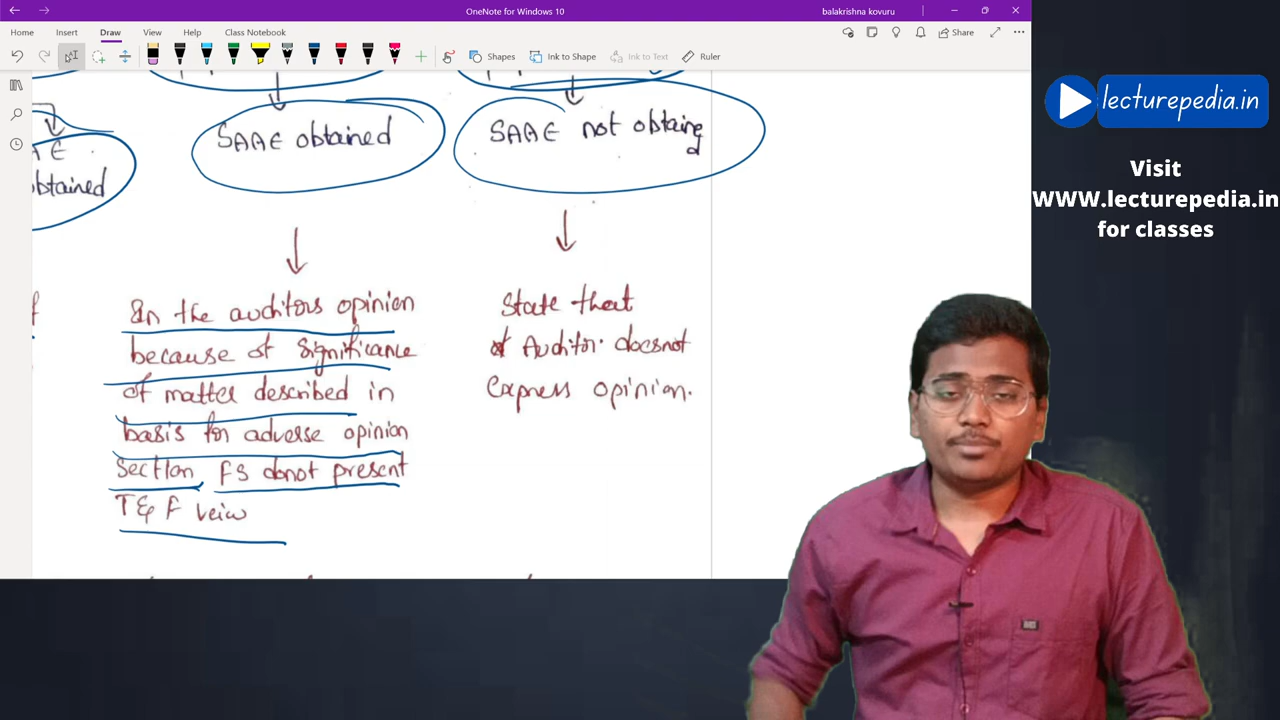 OneNote for Windows 10
balakrishna kovuru
Home Insert Draw View Help Class Notebook
Share
Shapes Ink to Shape Ink to Text Ruler
SAAE obtained
SAAE not obtaing
d
obtained
In the auditors opinion
because of significance
of matter described in
basis for adverse opinion
Section, FS donot present
T & F veiw
State that
Auditor doesnot
Express opinion.
lecturepedia.in
Visit
WWW.lecturepedia.in
for classes